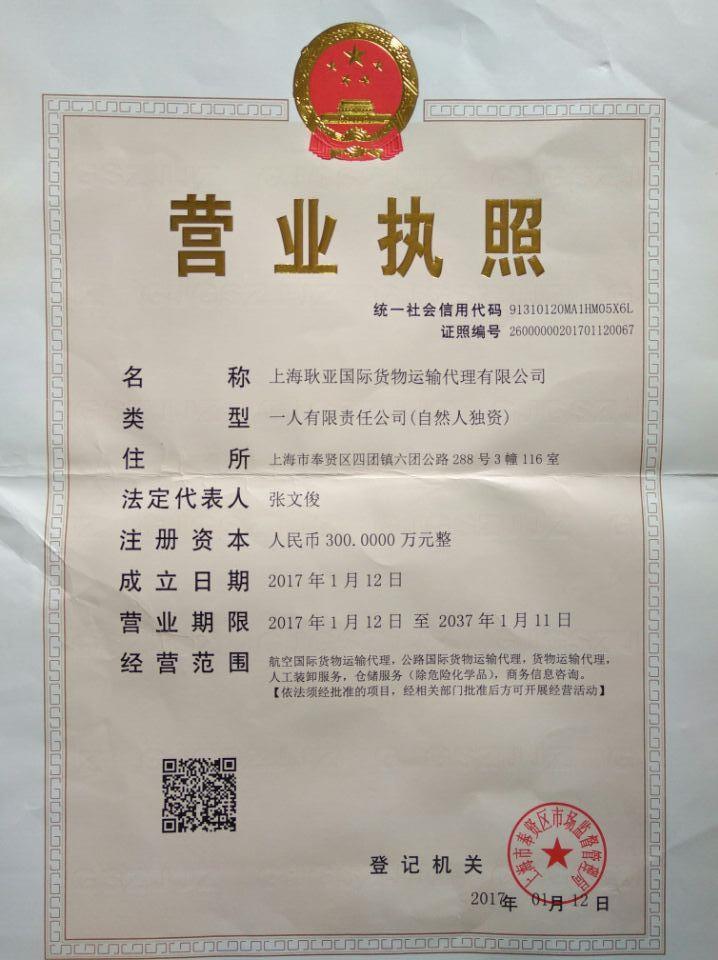 营业执照
统一社会信用代码 91310120MA1HM05X6L
证照编号 26000000201701120067
名称 上海耿亚国际货物运输代理有限公司
类型 一人有限责任公司(自然人独资)
住所 上海市奉贤区四团镇六团公路288号3幢116室
法定代表人 张文俊
注册资本 人民币300.0000万元整
成立日期 2017年1月12日
营业期限 2017年1月12日 至 2037年1月11日
经营范围 航空国际货物运输代理，公路国际货物运输代理，货物运输代理，
人工装卸服务，仓储服务（除危险化学品），商务信息咨询。
【依法须经批准的项目，经相关部门批准后方可开展经营活动】
登记机关
上海市奉贤区市场监督管理局
2017年 01月 12日